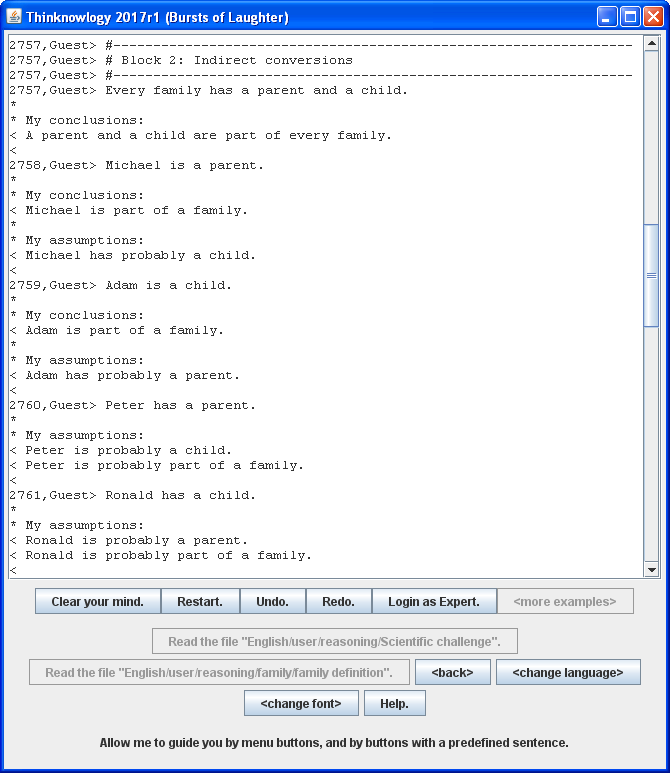 Thinknowlogy 2017r1 (Bursts of Laughter)
2757,Guest> #-----------------------------------------------------------------
2757,Guest> # Block 2: Indirect conversions
2757,Guest> #-----------------------------------------------------------------
2757,Guest> Every family has a parent and a child.
*
* My conclusions:
< A parent and a child are part of every family.
<
2758,Guest> Michael is a parent.
*
* My conclusions:
< Michael is part of a family.
*
* My assumptions:
< Michael has probably a child.
<
2759,Guest> Adam is a child.
*
* My conclusions:
< Adam is part of a family.
*
* My assumptions:
< Adam has probably a parent.
<
2760,Guest> Peter has a parent.
*
* My assumptions:
< Peter is probably a child.
< Peter is probably part of a family.
<
2761,Guest> Ronald has a child.
*
* My assumptions:
< Ronald is probably a parent.
< Ronald is probably part of a family.
<
Clear your mind. Restart. Undo. Redo. Login as Expert. <more examples>
Read the file "English/user/reasoning/Scientific challenge".
Read the file "English/user/reasoning/family/family definition". <back> <change language>
<change font> Help.
Allow me to guide you by menu buttons, and by buttons with a predefined sentence.